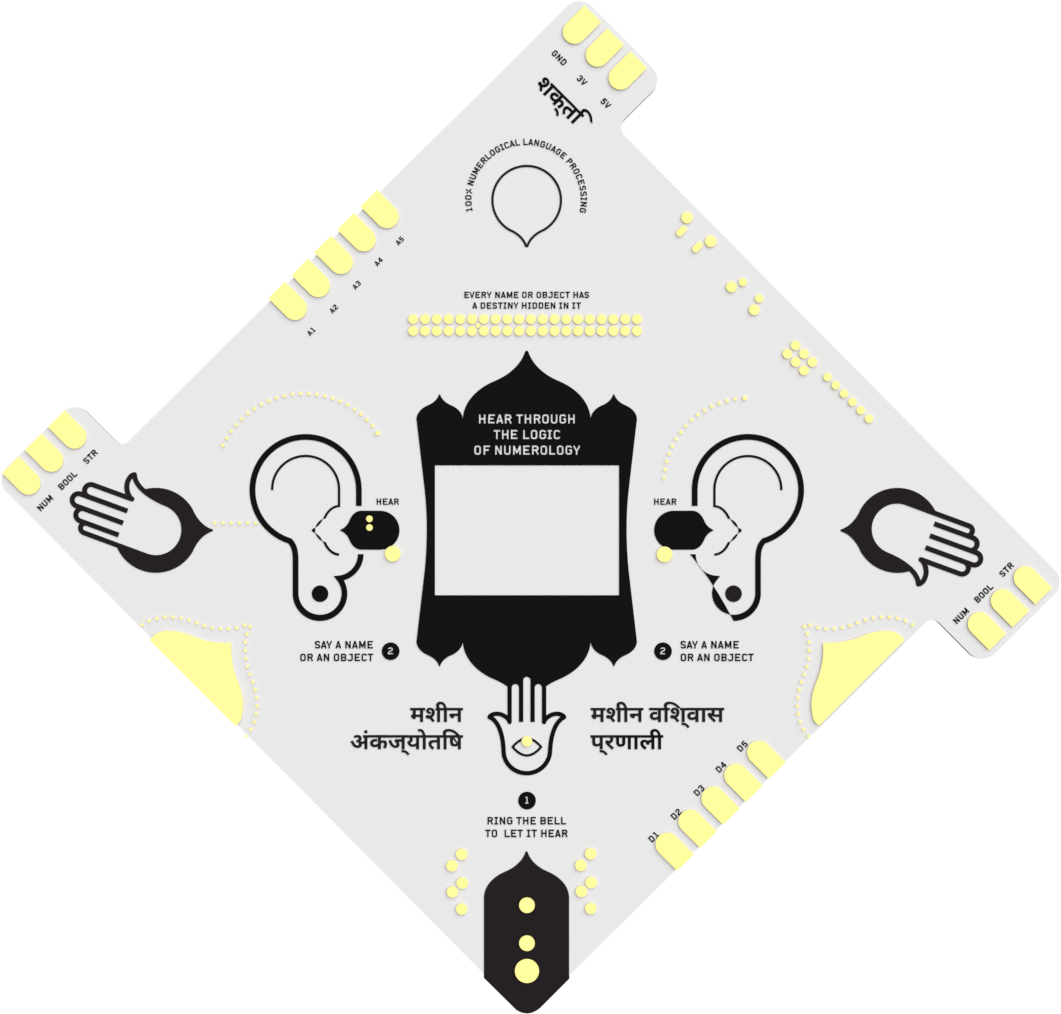 GND
3V
5V
100% NUMERLOGICAL LANGUAGE PROCESSING
A5
A4
A3
A2
A1
EVERY NAME OR OBJECT HAS
A DESTINY HIDDEN IN IT
HEAR THROUGH
THE LOGIC
OF NUMEROLOGY
NUM
BOOL
STR
HEAR
HEAR
NUM
BOOL
STR
SAY A NAME
OR AN OBJECT
2
2
SAY A NAME
OR AN OBJECT
मशीन
अंकज्योतषि
मशीन वशि्वास
प्रणाली
D5
D4
D3
D2
D1
1
RING THE BELL
TO LET IT HEAR